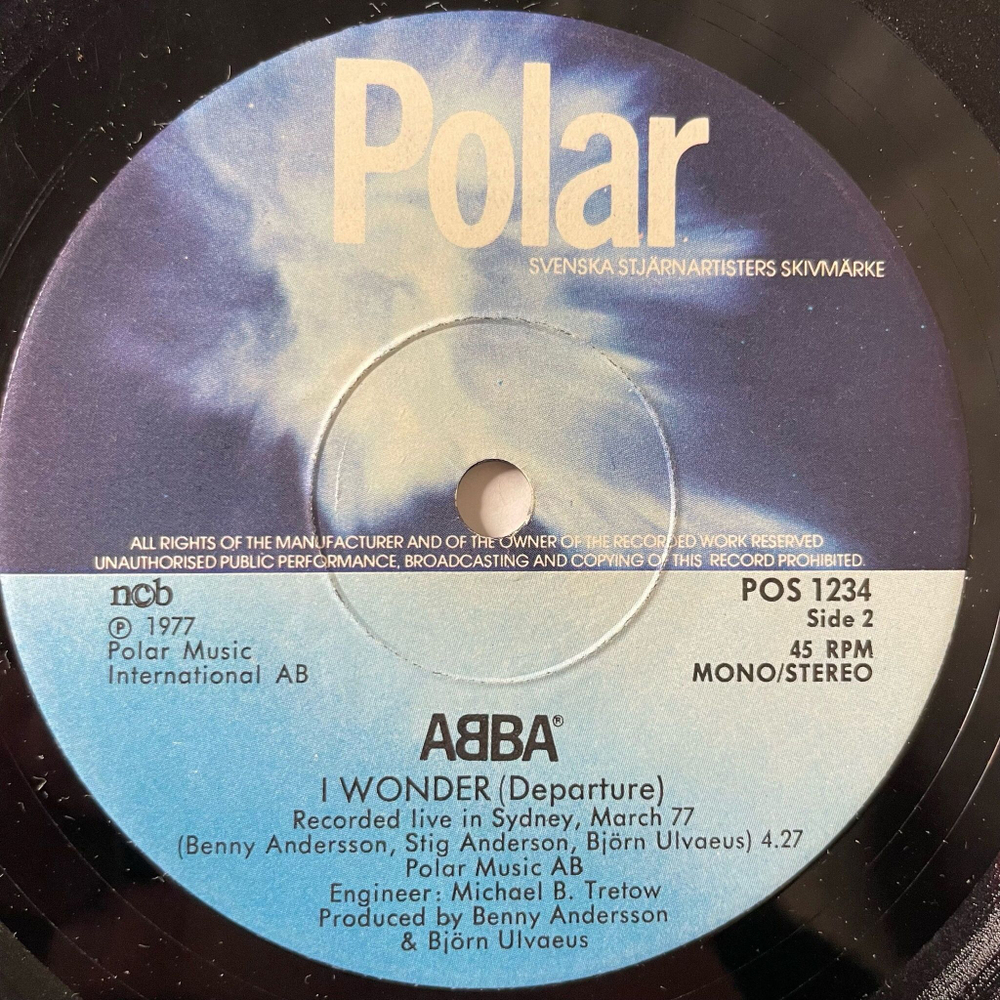 Polar
SVENSKA STJÄRNARTISTERS SKIVMÄRKE
ALL RIGHTS OF THE MANUFACTURER AND OF THE OWNER OF THE RECORDED WORK RESERVED
UNAUTHORISED PUBLIC PERFORMANCE, BROADCASTING AND COPYING OF THIS RECORD PROHIBITED.
ncb
℗ 1977
Polar Music
International AB
POS 1234
Side 2
45 RPM
MONO/STEREO
ABBA®
I WONDER (Departure)
Recorded live in Sydney, March 77
(Benny Andersson, Stig Anderson, Björn Ulvaeus) 4.27
Polar Music AB
Engineer: Michael B. Tretow
Produced by Benny Andersson
& Björn Ulvaeus